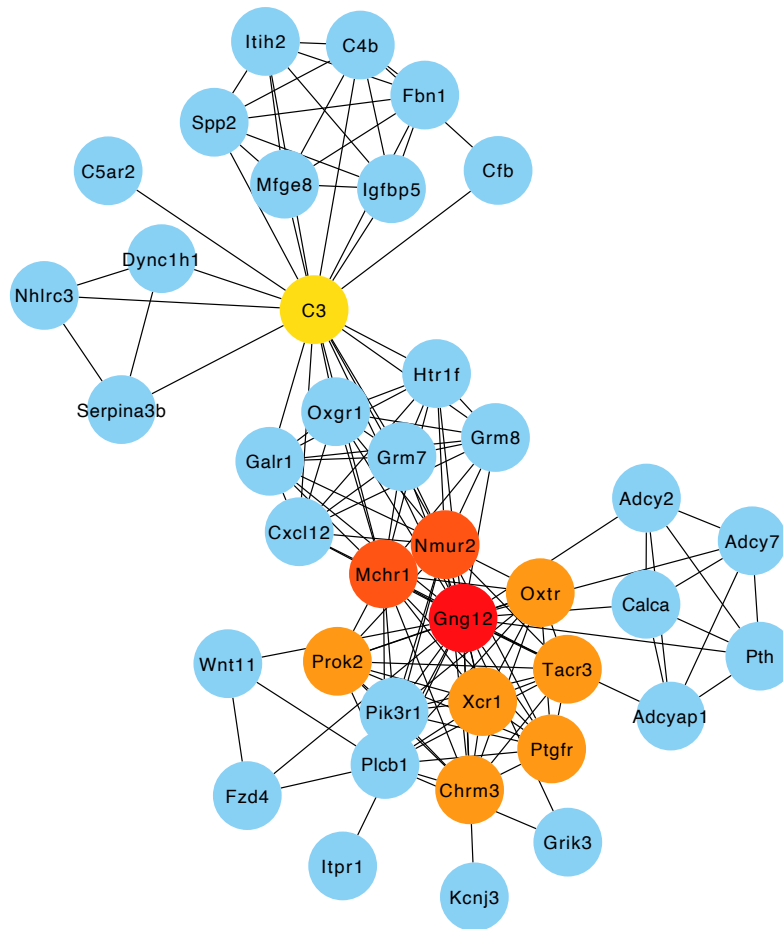 Itih2
C4b
Fbn1
Spp2
C5ar2
Mfge8
Igfbp5
Cfb
Dync1h1
Nhlrc3
C3
Serpina3b
Htr1f
Oxgr1
Grm8
Galr1
Grm7
Cxcl12
Nmur2
Mchr1
Adcy2
Adcy7
Oxtr
Calca
Gng12
Wnt11
Prok2
Tacr3
Pth
Pik3r1
Xcr1
Adcyap1
Ptgfr
Plcb1
Chrm3
Fzd4
Grik3
Itpr1
Kcnj3